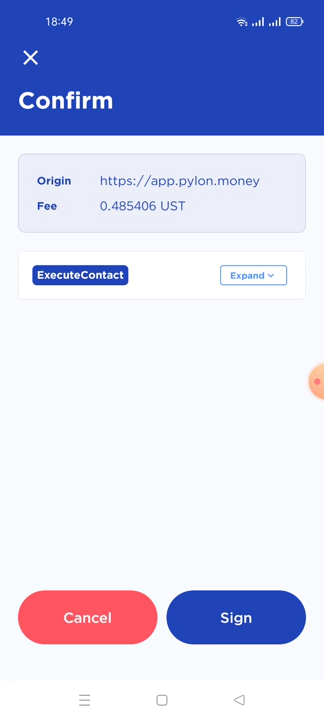 18:49
82
Confirm
Origin https://app.pylon.money
Fee 0.485406 UST
ExecuteContact Expand
Cancel Sign